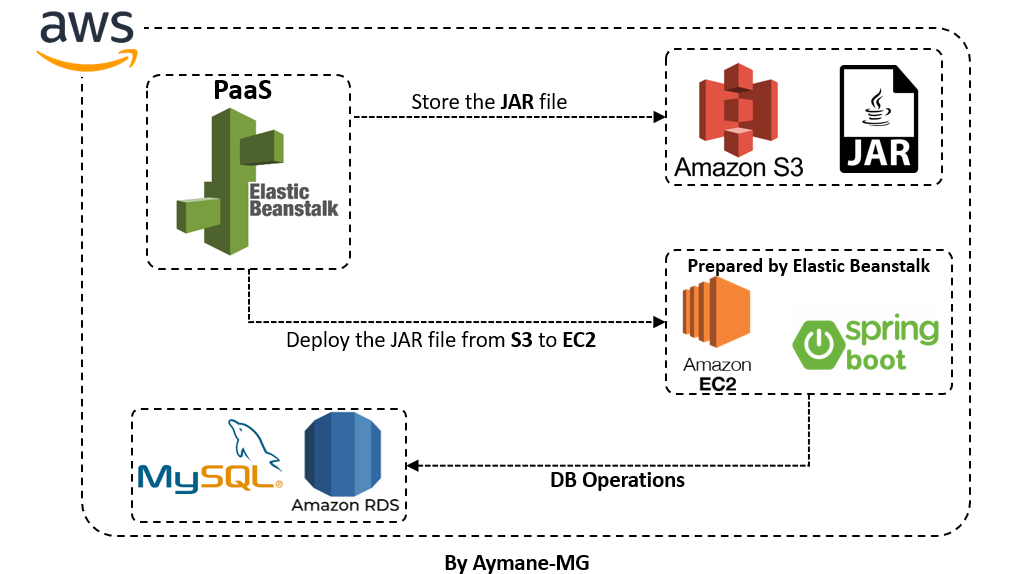 aws
PaaS
Elastic
Beanstalk
Store the JAR file
Amazon S3
JAR
Prepared by Elastic Beanstalk
Amazon
EC2
spring
boot
Deploy the JAR file from S3 to EC2
MySQL®
Amazon RDS
DB Operations
By Aymane-MG